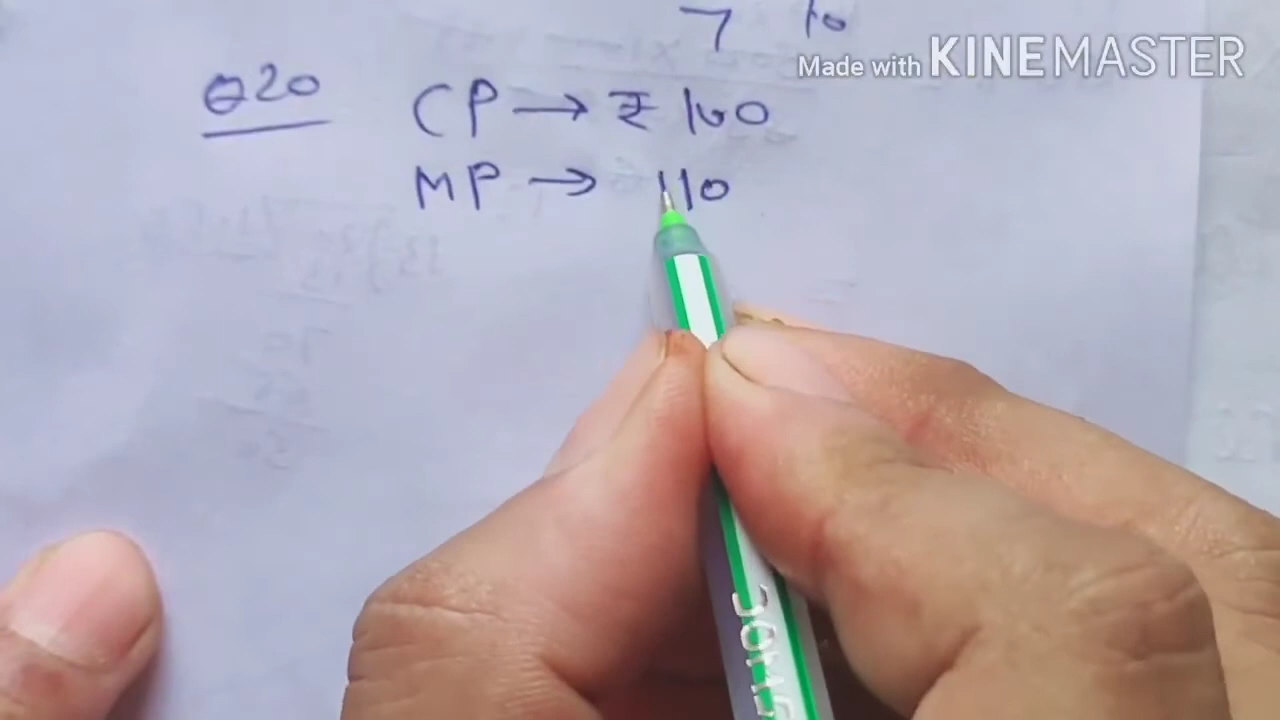 7 10
Made with KINEMASTER
Q20 CP → ₹ 100
MP → 110